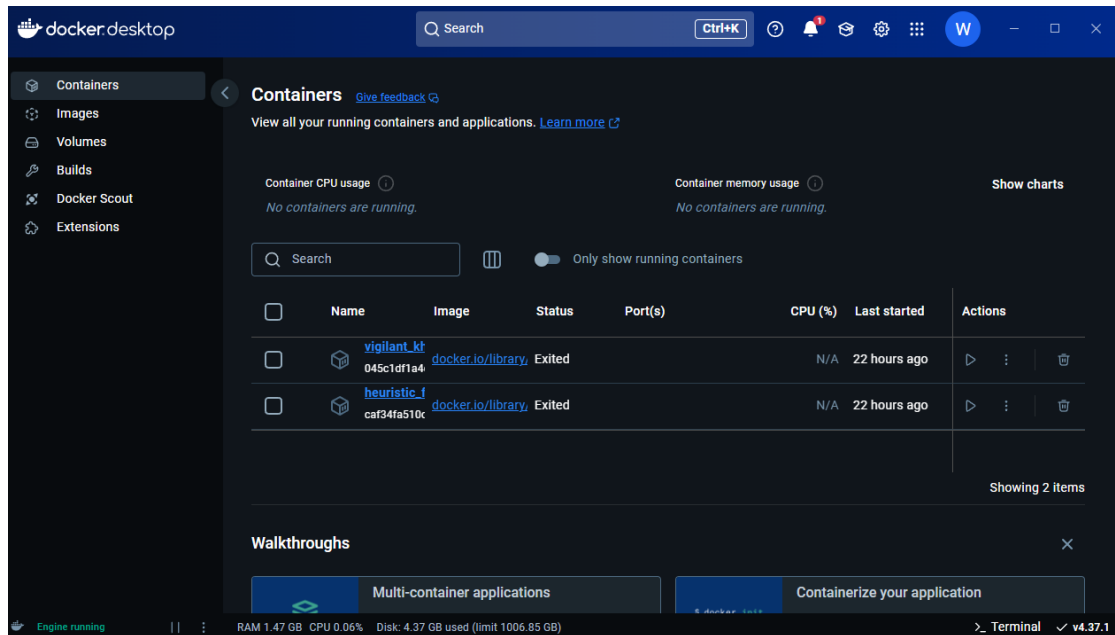 docker.desktop
Search Ctrl+K 1 W
Containers
Images
Volumes
Builds
Docker Scout
Extensions
Containers Give feedback
View all your running containers and applications. Learn more
Container CPU usage Container memory usage Show charts
No containers are running. No containers are running.
Search Only show running containers
Name Image Status Port(s) CPU (%) Last started Actions
vigilant_kh docker.io/library/ Exited N/A 22 hours ago
045c1df1a4
heuristic_f docker.io/library/ Exited N/A 22 hours ago
caf34fa510c
Showing 2 items
Walkthroughs
Multi-container applications
$ docker init Containerize your application
Engine running RAM 1.47 GB CPU 0.06% Disk: 4.37 GB used (limit 1006.85 GB) >_ Terminal v4.37.1